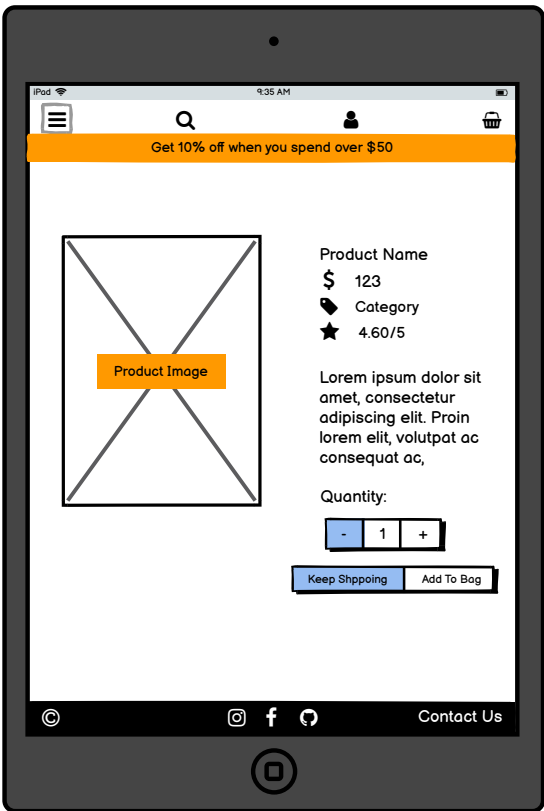 iPad 9:35 AM
Get 10% off when you spend over $50
Product Image
Product Name
$ 123
Category
4.60/5
Lorem ipsum dolor sit
amet, consectetur
adipiscing elit. Proin
lorem elit, volutpat ac
consequat ac,
Quantity:
- 1 +
Keep Shppoing Add To Bag
© f Contact Us